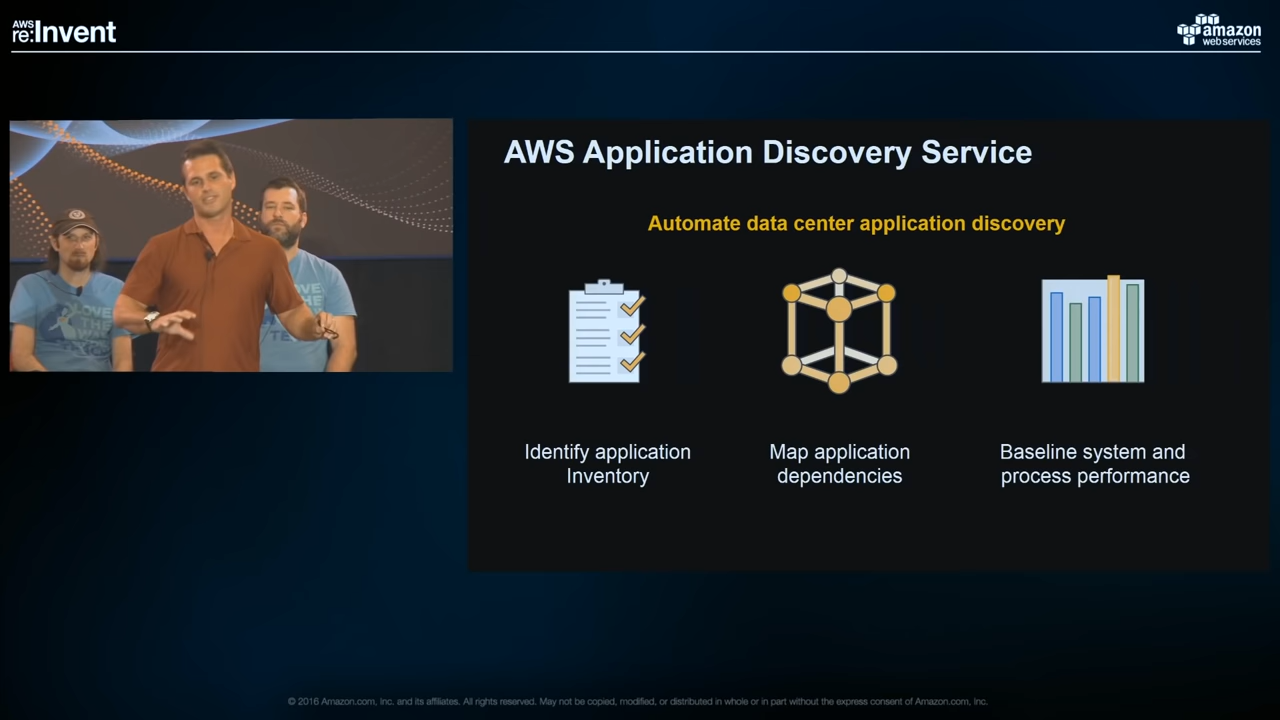 AWS
re:Invent
amazon
web services
AWS Application Discovery Service
Automate data center application discovery
Identify application
Inventory
Map application
dependencies
Baseline system and
process performance
© 2016 Amazon.com, Inc. and its affiliates. All rights reserved. May not be copied, modified, or distributed in whole or in part without the express consent of Amazon.com, Inc.